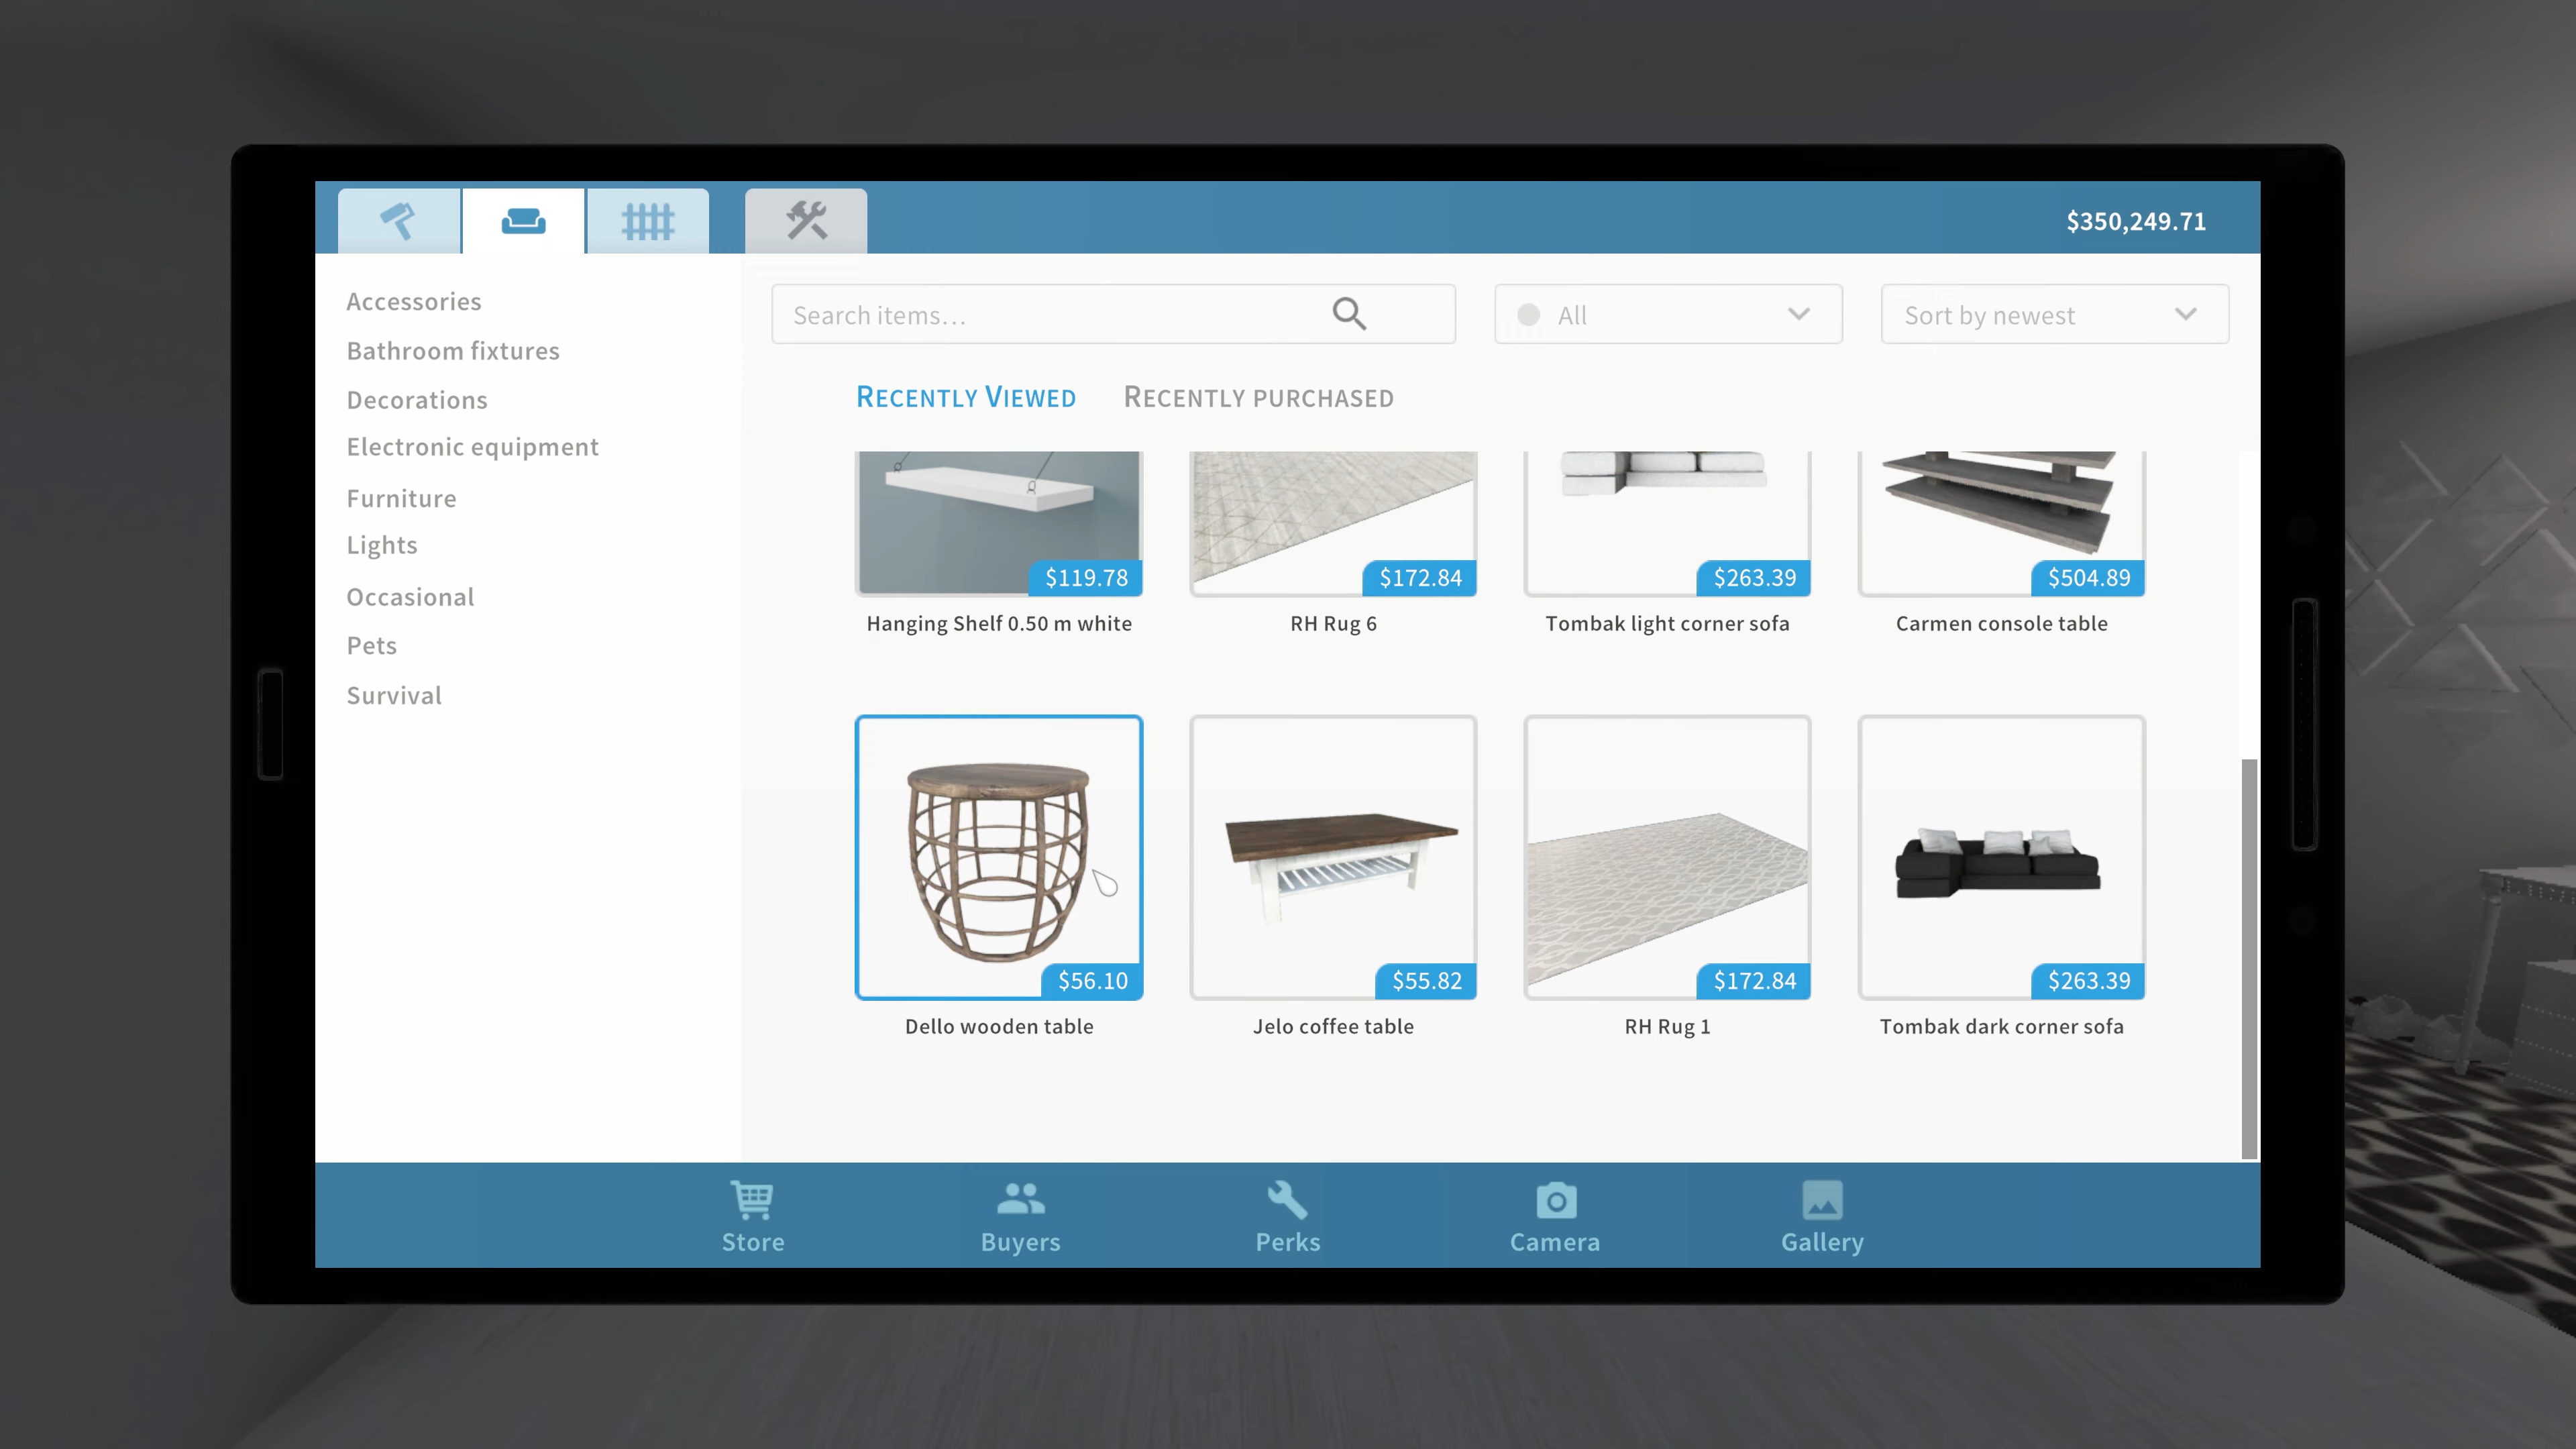 $350,249.71
Accessories
Bathroom fixtures
Decorations
Electronic equipment
Furniture
Lights
Occasional
Pets
Survival
Search items...
All
Sort by newest
RECENTLY VIEWED
RECENTLY PURCHASED
$119.78
$172.84
$263.39
$504.89
Hanging Shelf 0.50 m white
RH Rug 6
Tombak light corner sofa
Carmen console table
$56.10
$55.82
$172.84
$263.39
Dello wooden table
Jelo coffee table
RH Rug 1
Tombak dark corner sofa
Store
Buyers
Perks
Camera
Gallery